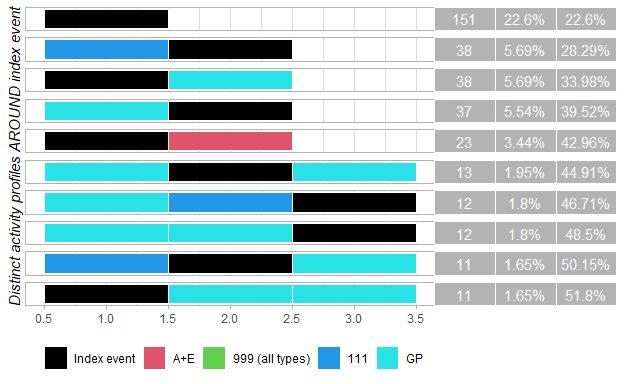 Distinct activity profiles AROUND index event
151 22.6% 22.6%
38 5.69% 28.29%
38 5.69% 33.98%
37 5.54% 39.52%
23 3.44% 42.96%
13 1.95% 44.91%
12 1.8% 46.71%
12 1.8% 48.5%
11 1.65% 50.15%
11 1.65% 51.8%
0.5 1.0 1.5 2.0 2.5 3.0 3.5
Index event A+E 999 (all types) 111 GP